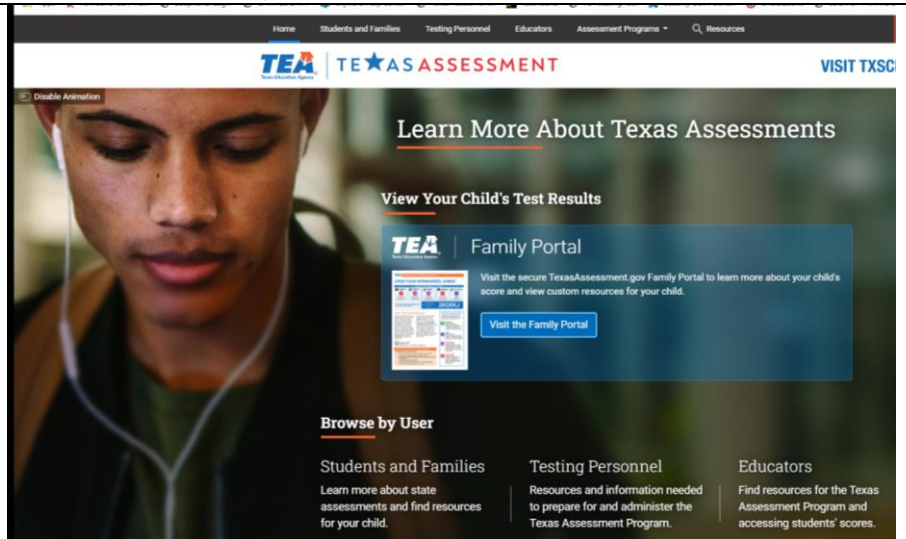 Home Students and Families Testing Personnel Educators Assessment Programs Resources
TEA TEXAS ASSESSMENT VISIT TXSC
Texas Education Agency
Disable Animation
Learn More About Texas Assessments
View Your Child's Test Results
TEA Family Portal
Visit the secure TexasAssessment.gov Family Portal to learn more about your child's
score and view custom resources for your child.
Visit the Family Portal
Browse by User
Students and Families
Learn more about state
assessments and find resources
for your child.
Testing Personnel
Resources and information needed
to prepare for and administer the
Texas Assessment Program.
Educators
Find resources for the Texas
Assessment Program and
accessing students' scores.